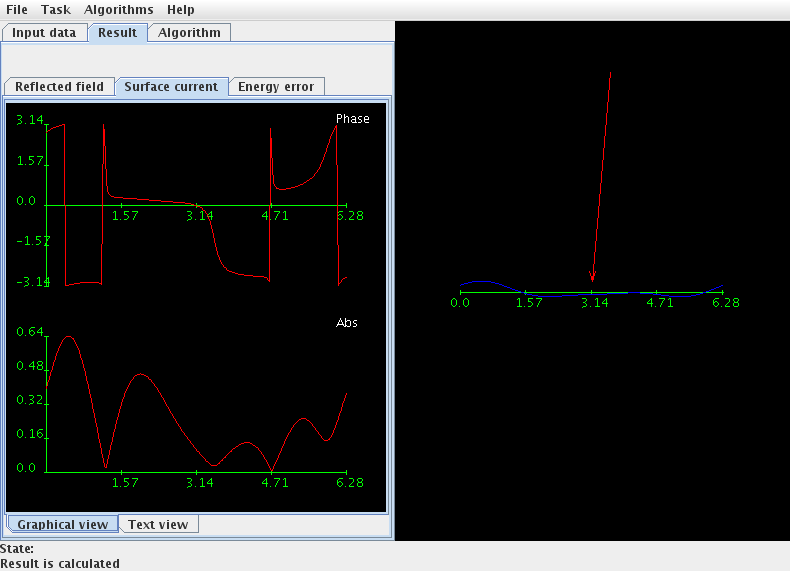 File Task Algorithms Help
Input data Result Algorithm
Reflected field Surface current Energy error
Phase
3.14
1.57
0.0
1.57 3.14 4.71 6.28
-1.57
-3.14
Abs
0.64
0.48
0.32
0.16
0.0
1.57 3.14 4.71 6.28
Graphical view Text view
0.0 1.57 3.14 4.71 6.28
State:
Result is calculated